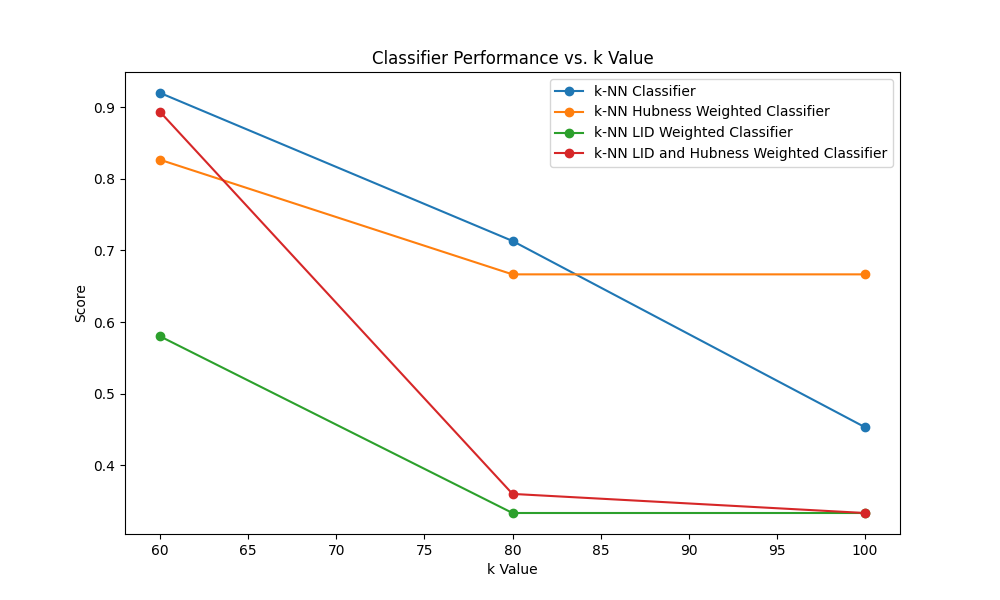 Classifier Performance vs. k Value
k-NN Classifier
k-NN Hubness Weighted Classifier
k-NN LID Weighted Classifier
k-NN LID and Hubness Weighted Classifier
Score
0.9
0.8
0.7
0.6
0.5
0.4
60 65 70 75 80 85 90 95 100
k Value